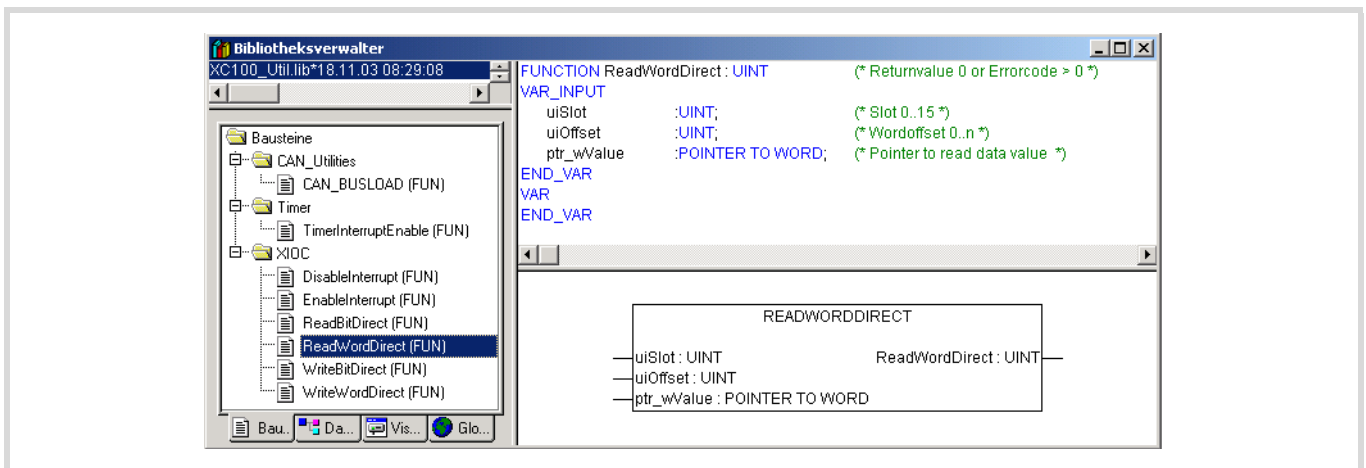 Bibliotheksverwalter
XC100_Util.lib*18.11.03 08:29:08
Bausteine
CAN_Utilities
CAN_BUSLOAD (FUN)
Timer
TimerInterruptEnable (FUN)
XIOC
DisableInterrupt (FUN)
EnableInterrupt (FUN)
ReadBitDirect (FUN)
ReadWordDirect (FUN)
WriteBitDirect (FUN)
WriteWordDirect (FUN)
Bau.. Da... Vis... Glo...
FUNCTION ReadWordDirect : UINT (* Returnvalue 0 or Errorcode > 0 *)
VAR_INPUT
uiSlot :UINT; (* Slot 0..15 *)
uiOffset :UINT; (* Wordoffset 0..n *)
ptr_wValue :POINTER TO WORD; (* Pointer to read data value *)
END_VAR
VAR
END_VAR
READWORDDIRECT
uiSlot : UINT ReadWordDirect : UINT
uiOffset : UINT
ptr_wValue : POINTER TO WORD